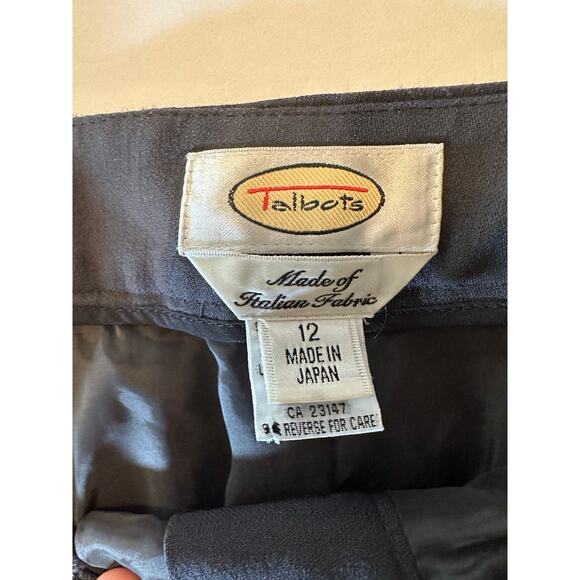 Talbots
Made of
Italian Fabric
12
MADE IN
JAPAN
CA 23147
REVERSE FOR CARE